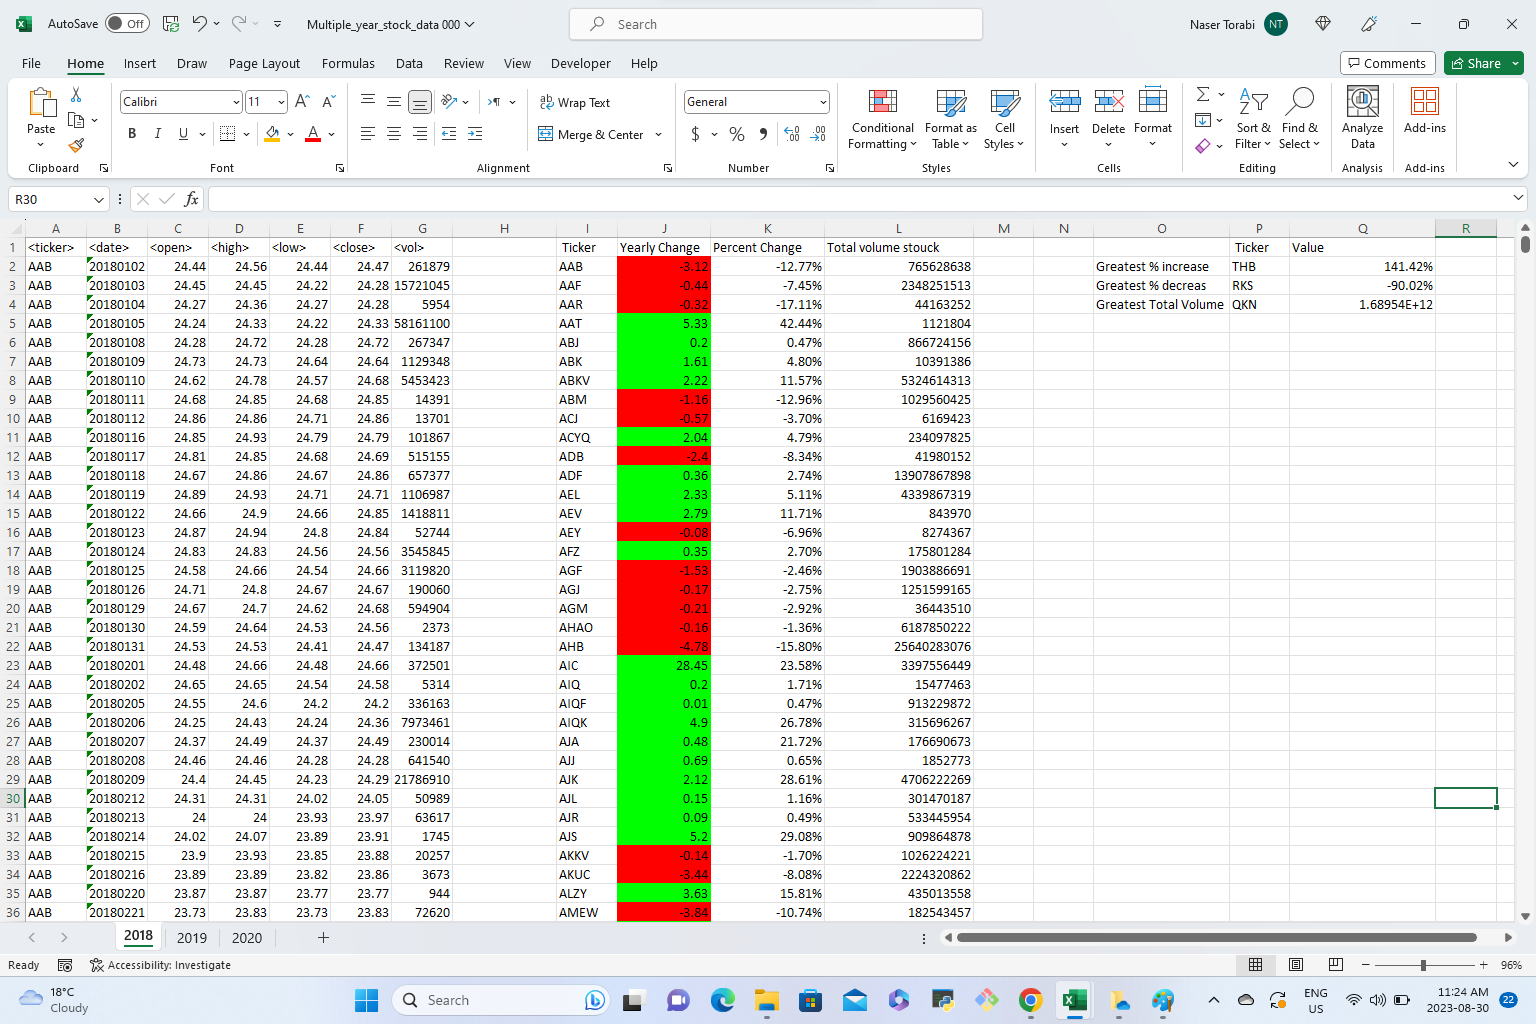 AutoSave Off Multiple_year_stock_data 000 Search Naser Torabi NT
File Home Insert Draw Page Layout Formulas Data Review View Developer Help Comments Share
Paste Calibri 11 Wrap Text General Conditional Formatting Format as Table Cell Styles Insert Delete Format Sort & Filter Find & Select Analyze Data Add-ins
B I U Merge & Center $ %
Clipboard Font Alignment Number Styles Cells Editing Analysis Add-ins
R30 fx
A B C D E F G H I J K L M N O P Q R
1 <ticker> <date> <open> <high> <low> <close> <vol> Ticker Yearly Change Percent Change Total volume stouck Ticker Value
2 AAB 20180102 24.44 24.56 24.44 24.47 261879 AAB -3.12 -12.77% 765628638 Greatest % increase THB 141.42%
3 AAB 20180103 24.45 24.45 24.22 24.28 15721045 AAF -0.44 -7.45% 2348251513 Greatest % decreas RKS -90.02%
4 AAB 20180104 24.27 24.36 24.27 24.28 5954 AAR -0.32 -17.11% 44163252 Greatest Total Volume QKN 1.68954E+12
5 AAB 20180105 24.24 24.33 24.22 24.33 58161100 AAT 5.33 42.44% 1121804
6 AAB 20180108 24.28 24.72 24.28 24.72 267347 ABJ 0.2 0.47% 866724156
7 AAB 20180109 24.73 24.73 24.64 24.64 1129348 ABK 1.61 4.80% 10391386
8 AAB 20180110 24.62 24.78 24.57 24.68 5453423 ABKV 2.22 11.57% 5324614313
9 AAB 20180111 24.68 24.85 24.68 24.85 14391 ABM -1.16 -12.96% 1029560425
10 AAB 20180112 24.86 24.86 24.71 24.86 13701 ACJ -0.57 -3.70% 6169423
11 AAB 20180116 24.85 24.93 24.79 24.79 101867 ACYQ 2.04 4.79% 234097825
12 AAB 20180117 24.81 24.85 24.68 24.69 515155 ADB -2.4 -8.34% 41980152
13 AAB 20180118 24.67 24.86 24.67 24.86 657377 ADF 0.36 2.74% 13907867898
14 AAB 20180119 24.89 24.93 24.71 24.71 1106987 AEL 2.33 5.11% 4339867319
15 AAB 20180122 24.66 24.9 24.66 24.85 1418811 AEV 2.79 11.71% 843970
16 AAB 20180123 24.87 24.94 24.8 24.84 52744 AEY -0.08 -6.96% 8274367
17 AAB 20180124 24.83 24.83 24.56 24.56 3545845 AFZ 0.35 2.70% 175801284
18 AAB 20180125 24.58 24.66 24.54 24.66 3119820 AGF -1.53 -2.46% 1903886691
19 AAB 20180126 24.71 24.8 24.67 24.67 190060 AGJ -0.17 -2.75% 1251599165
20 AAB 20180129 24.67 24.7 24.62 24.68 594904 AGM -0.21 -2.92% 36443510
21 AAB 20180130 24.59 24.64 24.53 24.56 2373 AHAO -0.16 -1.36% 6187850222
22 AAB 20180131 24.53 24.53 24.41 24.47 134187 AHB -4.78 -15.80% 25640283076
23 AAB 20180201 24.48 24.66 24.48 24.66 372501 AIC 28.45 23.58% 3397556449
24 AAB 20180202 24.65 24.65 24.54 24.58 5314 AIQ 0.2 1.71% 15477463
25 AAB 20180205 24.55 24.6 24.2 24.2 336163 AIQF 0.01 0.47% 913229872
26 AAB 20180206 24.25 24.43 24.24 24.36 7973461 AIQK 4.9 26.78% 315696267
27 AAB 20180207 24.37 24.49 24.37 24.49 230014 AJA 0.48 21.72% 176690673
28 AAB 20180208 24.46 24.46 24.28 24.28 641540 AJJ 0.69 0.65% 1852773
29 AAB 20180209 24.4 24.45 24.23 24.29 21786910 AJK 2.12 28.61% 4706222269
30 AAB 20180212 24.31 24.31 24.02 24.05 50989 AJL 0.15 1.16% 301470187
31 AAB 20180213 24 24 23.93 23.97 63617 AJR 0.09 0.49% 533445954
32 AAB 20180214 24.02 24.07 23.89 23.91 1745 AJS 5.2 29.08% 909864878
33 AAB 20180215 23.9 23.93 23.85 23.88 20257 AKKV -0.14 -1.70% 1026224221
34 AAB 20180216 23.89 23.89 23.82 23.86 3673 AKUC -3.44 -8.08% 2224320862
35 AAB 20180220 23.87 23.87 23.77 23.77 944 ALZY 3.63 15.81% 435013558
36 AAB 20180221 23.73 23.83 23.73 23.83 72620 AMEW -3.84 -10.74% 182543457
2018 2019 2020
Ready Accessibility: Investigate 96%
18°C Search ENG 11:24 AM
Cloudy US 2023-08-30 22